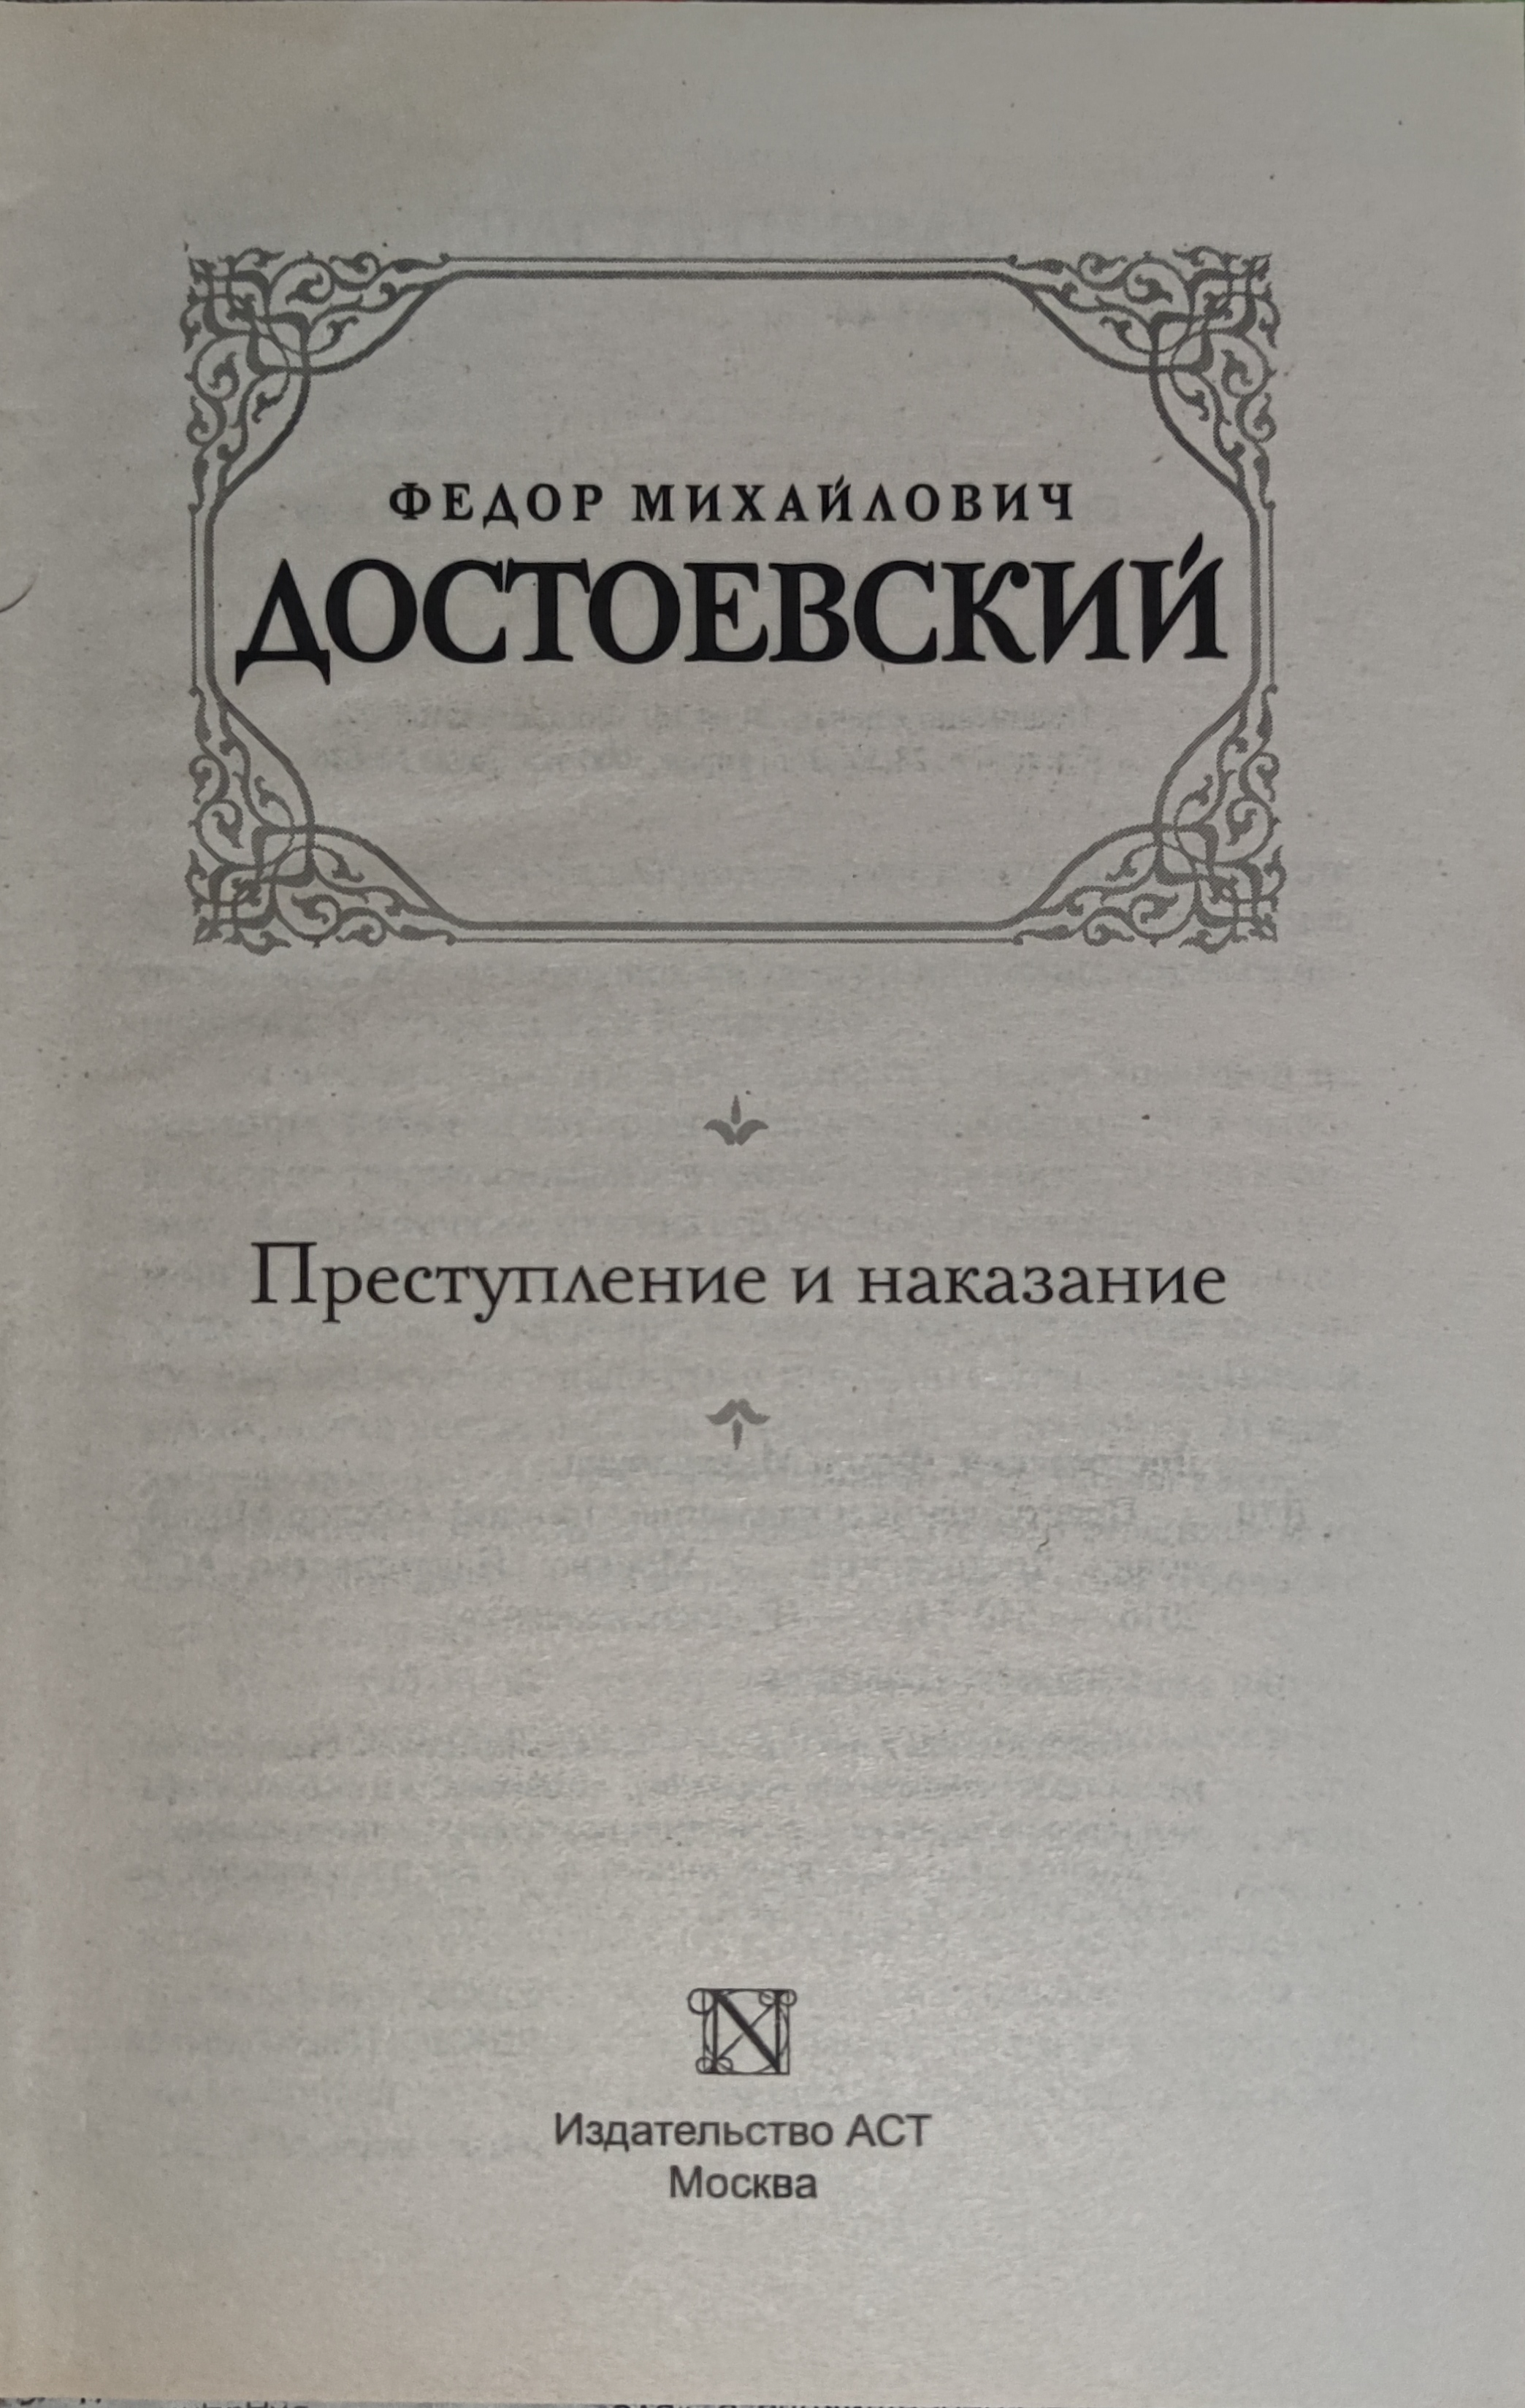 ФЕДОР МИХАЙЛОВИЧ
ДОСТОЕВСКИЙ
Преступление и наказание
Издательство АСТ
Москва